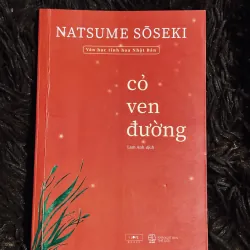 NATSUME SŌSEKI
Văn học tinh hoa Nhật Bản
cỏ
ven
đường